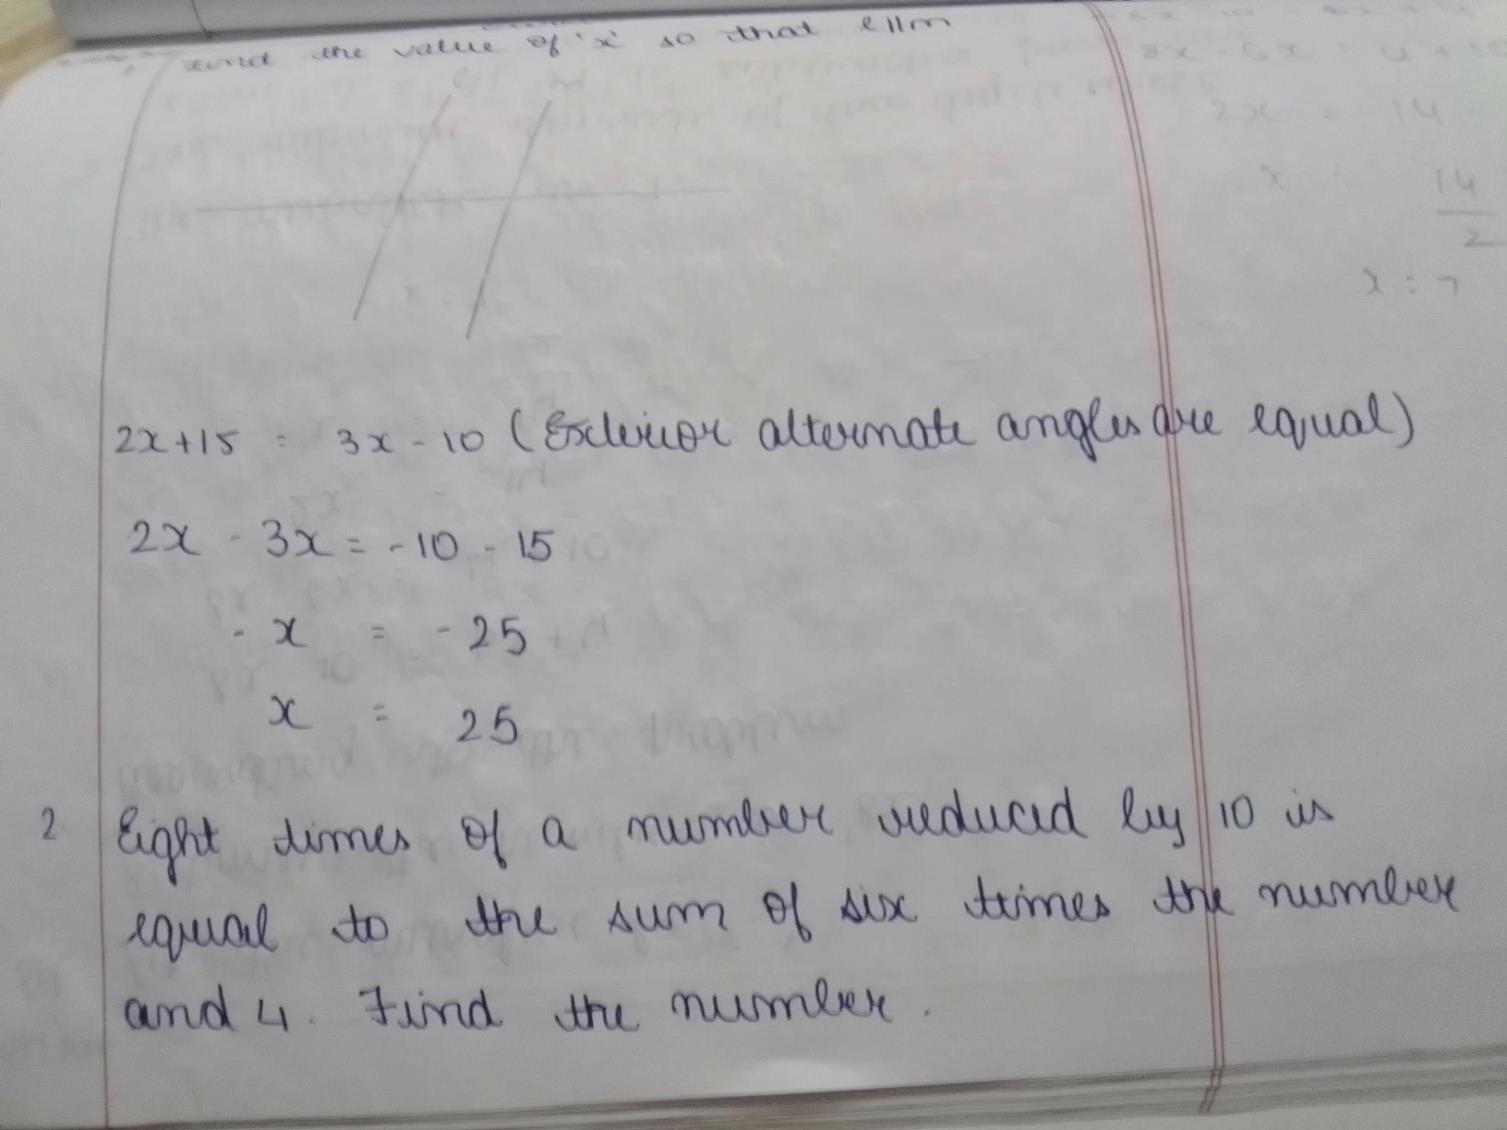 Find the value of 'x' so that l||m
8x - 6x = 4 + 10
2x = 14
x = 14
2
x = 7
2x+15 = 3x-10 (Exterior alternate angles are equal)
2x - 3x = -10 - 15
- x = - 25
x = 25
2 Eight times of a number reduced by 10 is
equal to the sum of six times the number
and 4. Find the number.